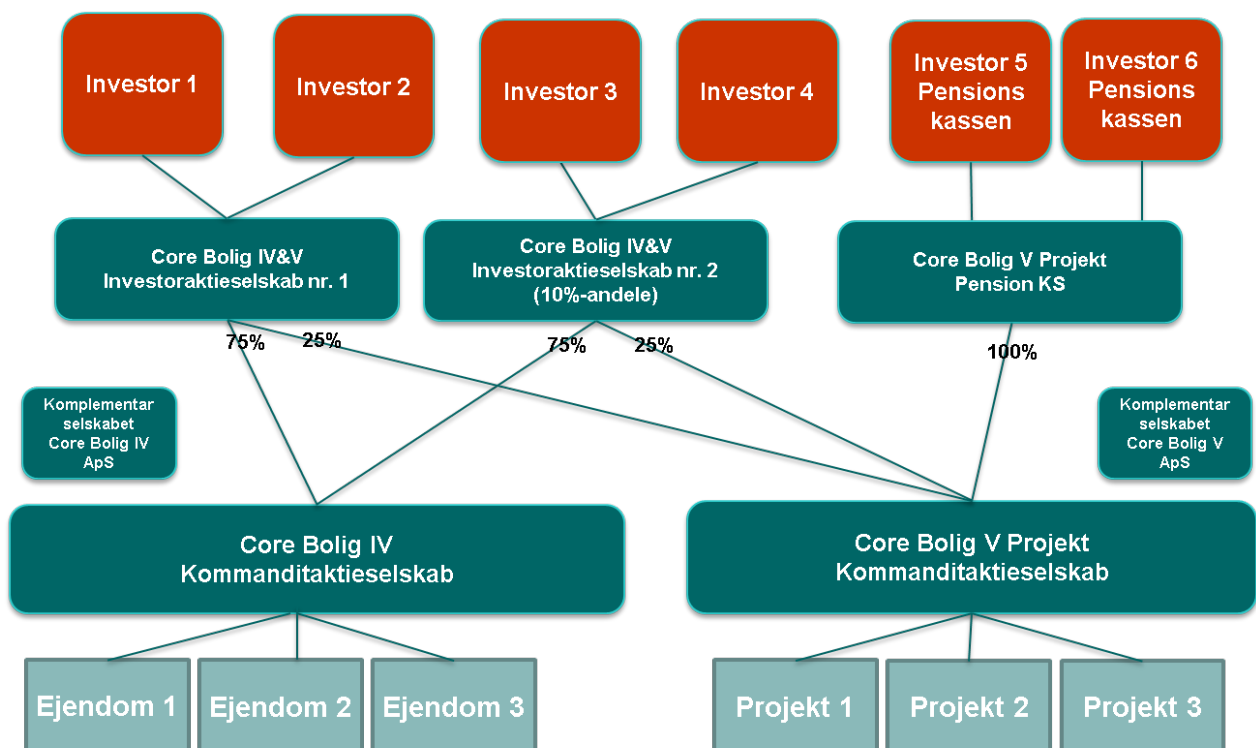 Investor 1
Investor 2
Investor 3
Investor 4
Investor 5
Pensions
kassen
Investor 6
Pensions
kassen
Core Bolig IV&V
Investoraktieselskab nr. 1
Core Bolig IV&V
Investoraktieselskab nr. 2
(10%-andele)
Core Bolig V Projekt
Pension KS
75%
25%
75%
25%
100%
Komplementar
selskabet
Core Bolig IV
ApS
Komplementar
selskabet
Core Bolig V
ApS
Core Bolig IV
Kommanditaktieselskab
Core Bolig V Projekt
Kommanditaktieselskab
Ejendom 1
Ejendom 2
Ejendom 3
Projekt 1
Projekt 2
Projekt 3